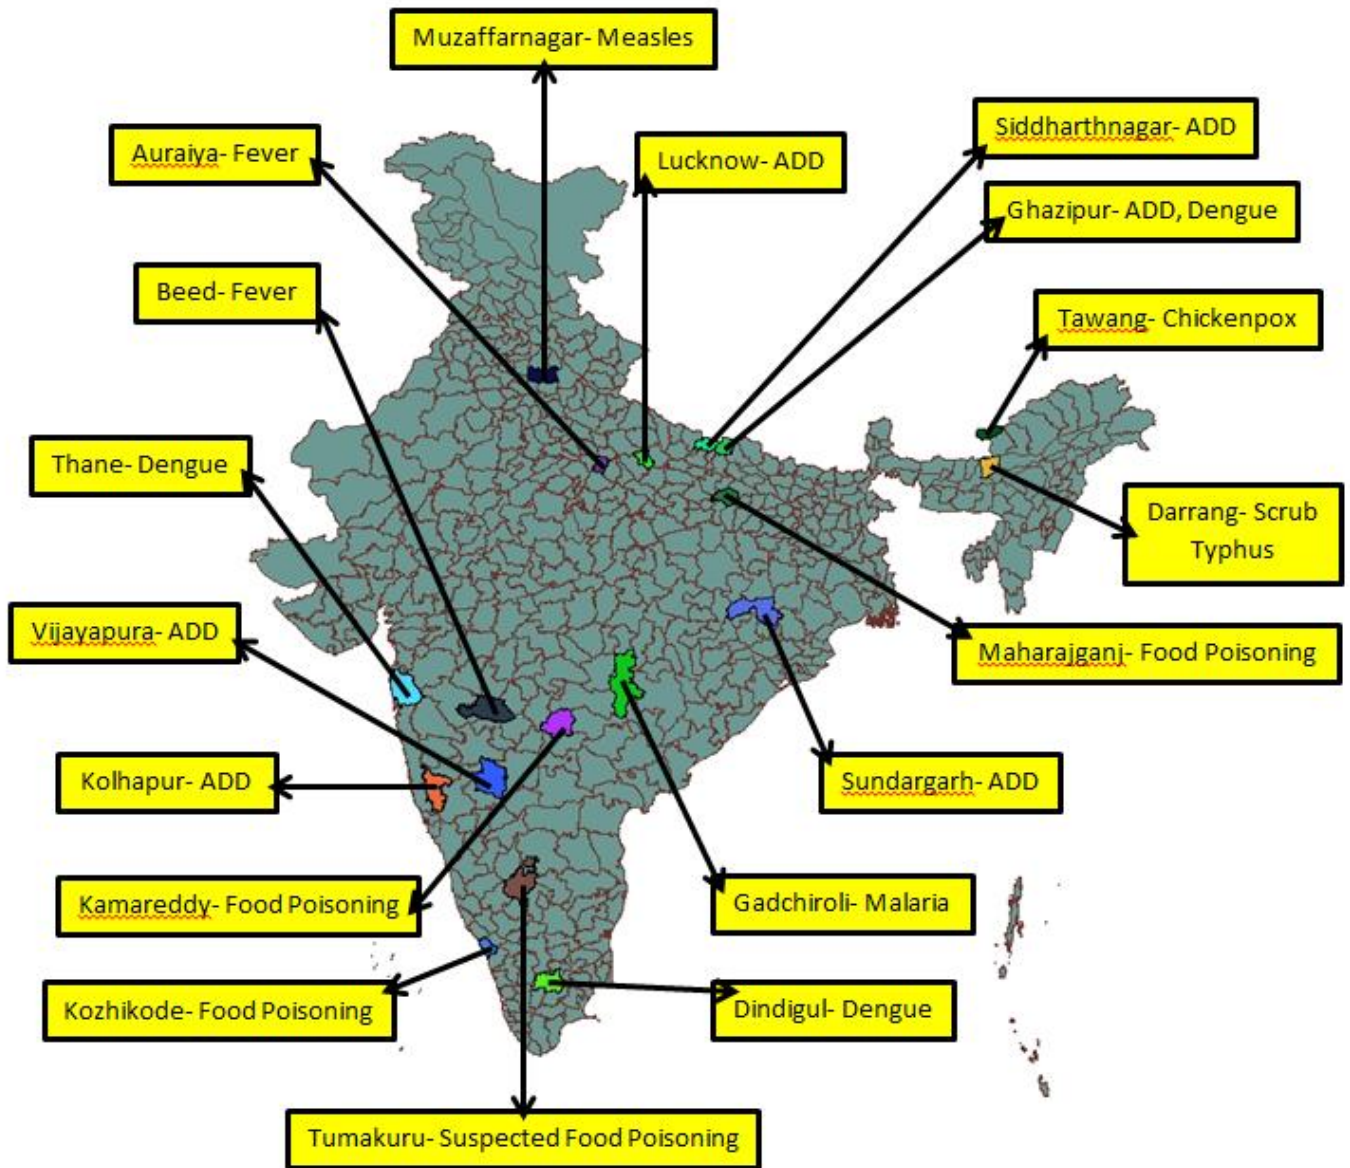 Muzaffarnagar- Measles
Siddharthnagar- ADD
Auraiya- Fever
Lucknow- ADD
Ghazipur- ADD, Dengue
Beed- Fever
Tawang- Chickenpox
Thane- Dengue
Darrang- Scrub
Typhus
Vijayapura- ADD
Maharajganj- Food Poisoning
Kolhapur- ADD
Sundargarh- ADD
Kamareddy- Food Poisoning
Gadchiroli- Malaria
Kozhikode- Food Poisoning
Dindigul- Dengue
Tumakuru- Suspected Food Poisoning